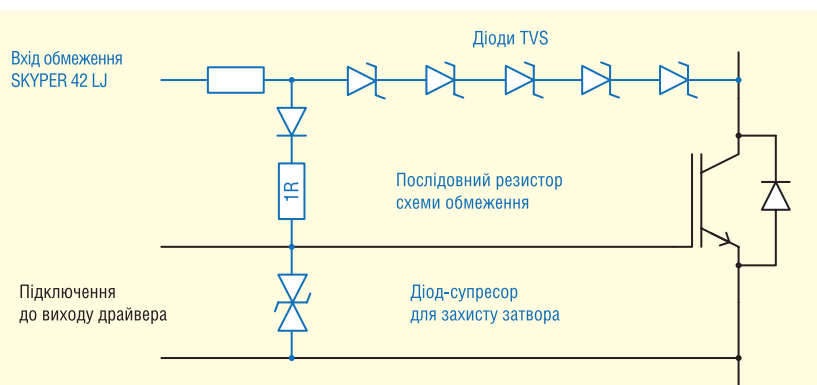 Діоди TVS
Вхід обмеження
SKYPER 42 LJ
1R
Послідовний резистор
схеми обмеження
Підключення
до виходу драйвера
Діод-супресор
для захисту затвора